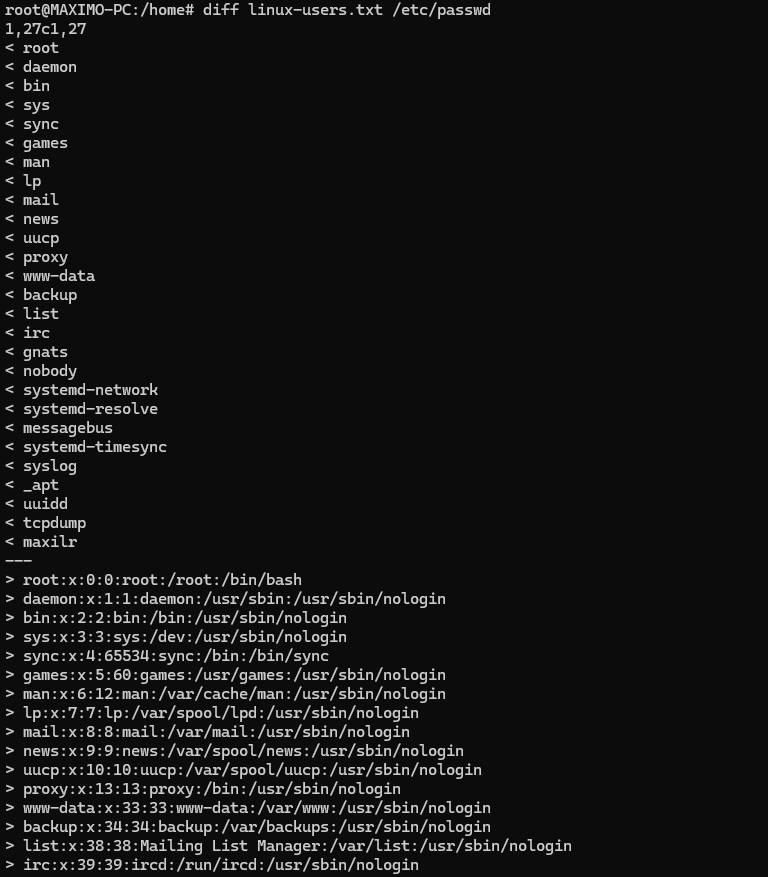 root@MAXIMO-PC:/home# diff linux-users.txt /etc/passwd
1,27c1,27
< root
< daemon
< bin
< sys
< sync
< games
< man
< lp
< mail
< news
< uucp
< proxy
< www-data
< backup
< list
< irc
< gnats
< nobody
< systemd-network
< systemd-resolve
< messagebus
< systemd-timesync
< syslog
< _apt
< uuidd
< tcpdump
< maxilr
---
> root:x:0:0:root:/root:/bin/bash
> daemon:x:1:1:daemon:/usr/sbin:/usr/sbin/nologin
> bin:x:2:2:bin:/bin:/usr/sbin/nologin
> sys:x:3:3:sys:/dev:/usr/sbin/nologin
> sync:x:4:65534:sync:/bin:/bin/sync
> games:x:5:60:games:/usr/games:/usr/sbin/nologin
> man:x:6:12:man:/var/cache/man:/usr/sbin/nologin
> lp:x:7:7:lp:/var/spool/lpd:/usr/sbin/nologin
> mail:x:8:8:mail:/var/mail:/usr/sbin/nologin
> news:x:9:9:news:/var/spool/news:/usr/sbin/nologin
> uucp:x:10:10:uucp:/var/spool/uucp:/usr/sbin/nologin
> proxy:x:13:13:proxy:/bin:/usr/sbin/nologin
> www-data:x:33:33:www-data:/var/www:/usr/sbin/nologin
> backup:x:34:34:backup:/var/backups:/usr/sbin/nologin
> list:x:38:38:Mailing List Manager:/var/list:/usr/sbin/nologin
> irc:x:39:39:ircd:/run/ircd:/usr/sbin/nologin